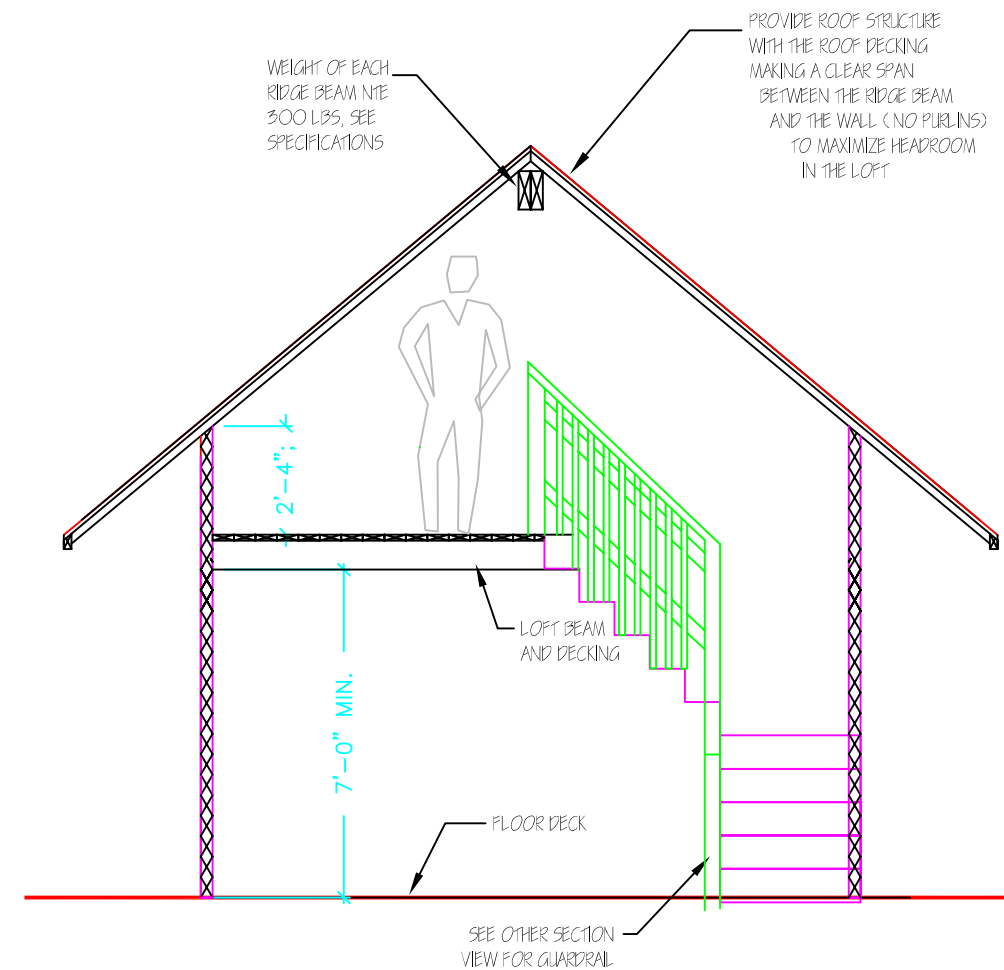 PROVIDE ROOF STRUCTURE
WITH THE ROOF DECKING
MAKING A CLEAR SPAN
BETWEEN THE RIDGE BEAM
AND THE WALL (NO PURLINS)
TO MAXIMIZE HEADROOM
IN THE LOFT
WEIGHT OF EACH
RIDGE BEAM NTE
300 LBS, SEE
SPECIFICATIONS
2'-4";
LOFT BEAM
AND DECKING
7'-0" MIN.
FLOOR DECK
SEE OTHER SECTION
VIEW FOR GUARDRAIL